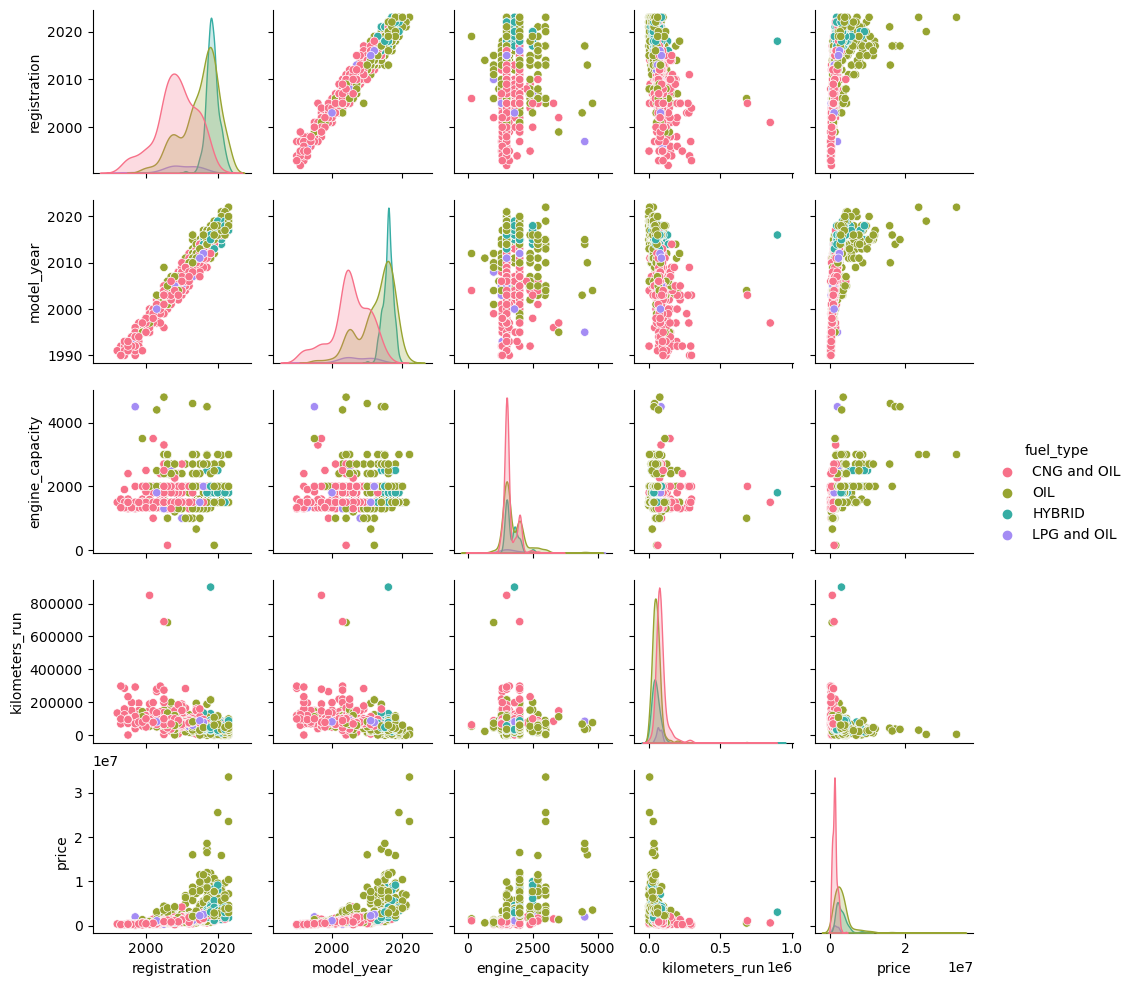 2020
2010
2000
registration
2020
2010
2000
1990
model_year
4000
2000
0
engine_capacity
fuel_type
CNG and OIL
OIL
HYBRID
LPG and OIL
800000
600000
400000
200000
0
kilometers_run
1e7
3
2
1
0
price
2000 2020
registration
2000 2020
model_year
0 2500 5000
engine_capacity
0.0 0.5 1.0
kilometers_run 1e6
0 2
price 1e7